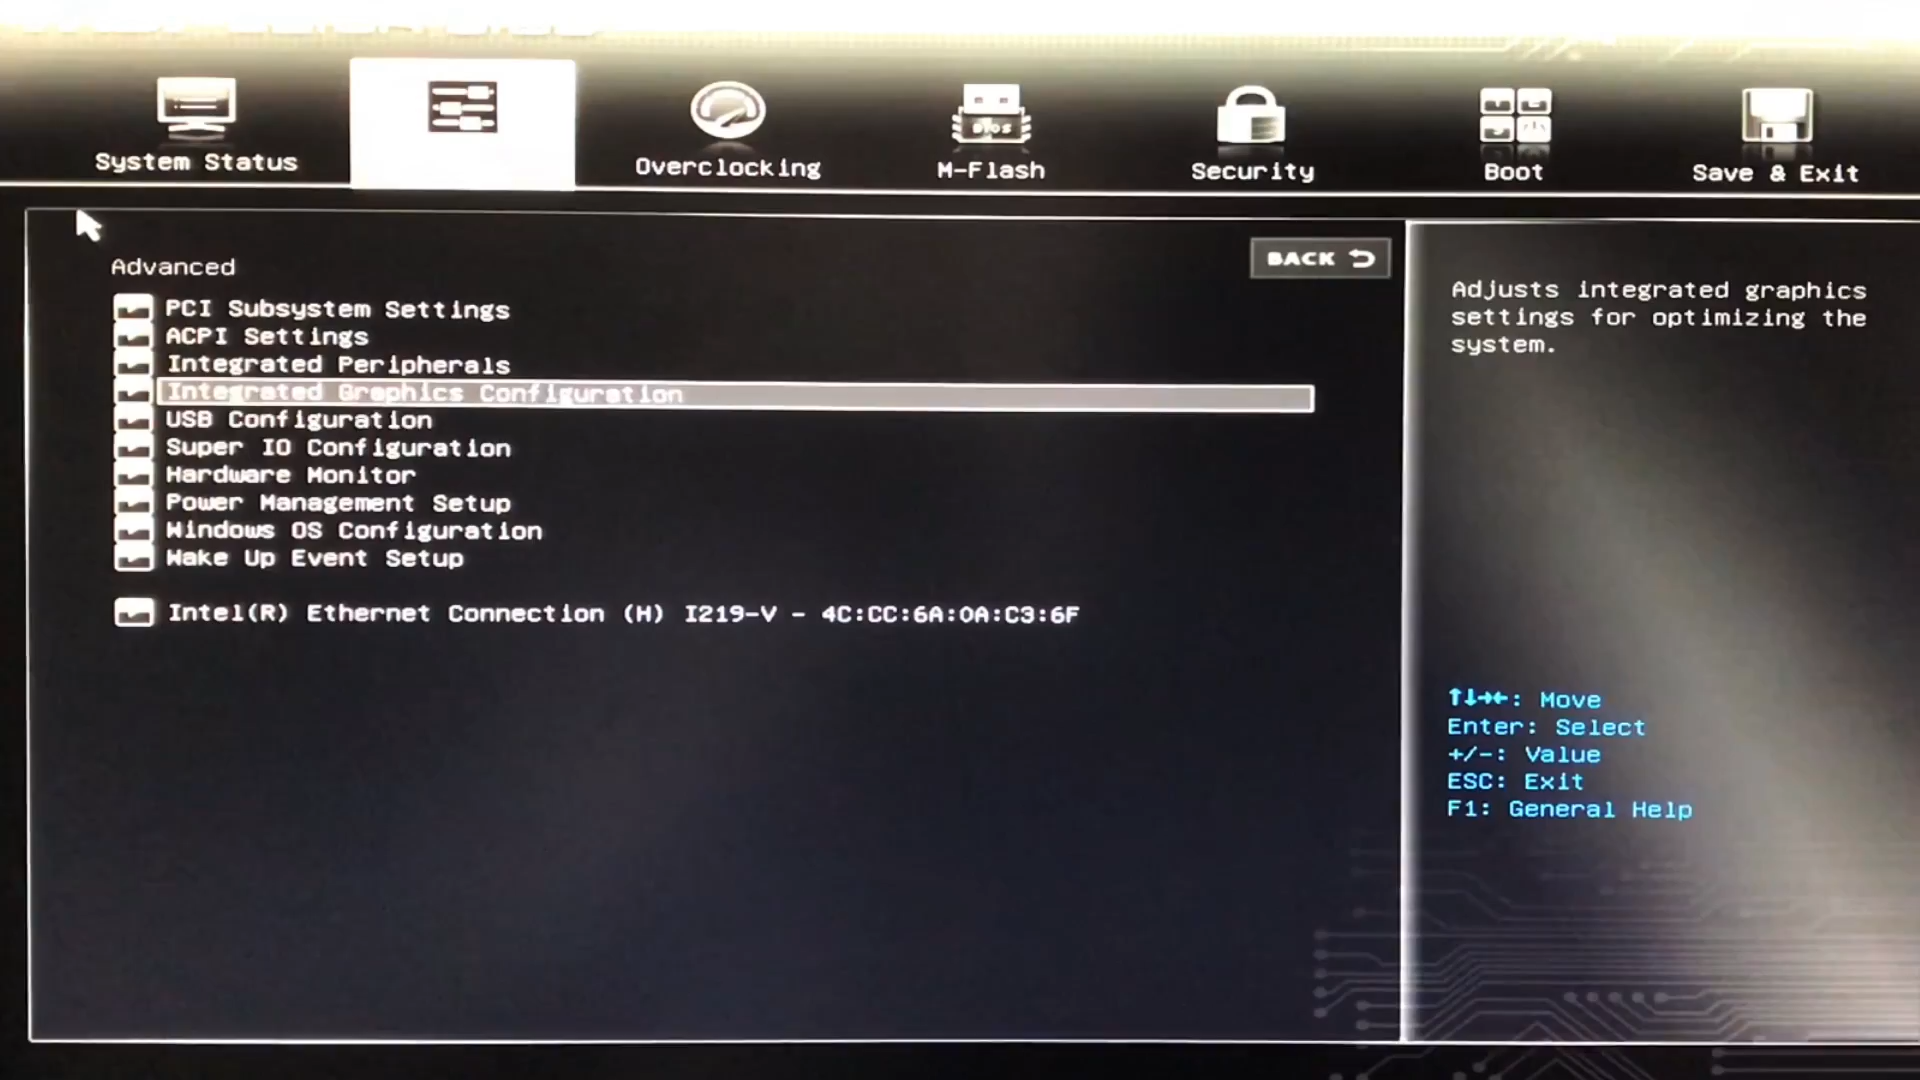 System Status
Overclocking
M-Flash
BIOS
Security
Boot
Save & Exit
Advanced
BACK
PCI Subsystem Settings
ACPI Settings
Integrated Peripherals
Integrated Graphics Configuration
USB Configuration
Super IO Configuration
Hardware Monitor
Power Management Setup
Windows OS Configuration
Wake Up Event Setup
Intel(R) Ethernet Connection (H) I219-V - 4C:CC:6A:0A:C3:6F
Adjusts integrated graphics
settings for optimizing the
system.
↑↓→←: Move
Enter: Select
+/-: Value
ESC: Exit
F1: General Help